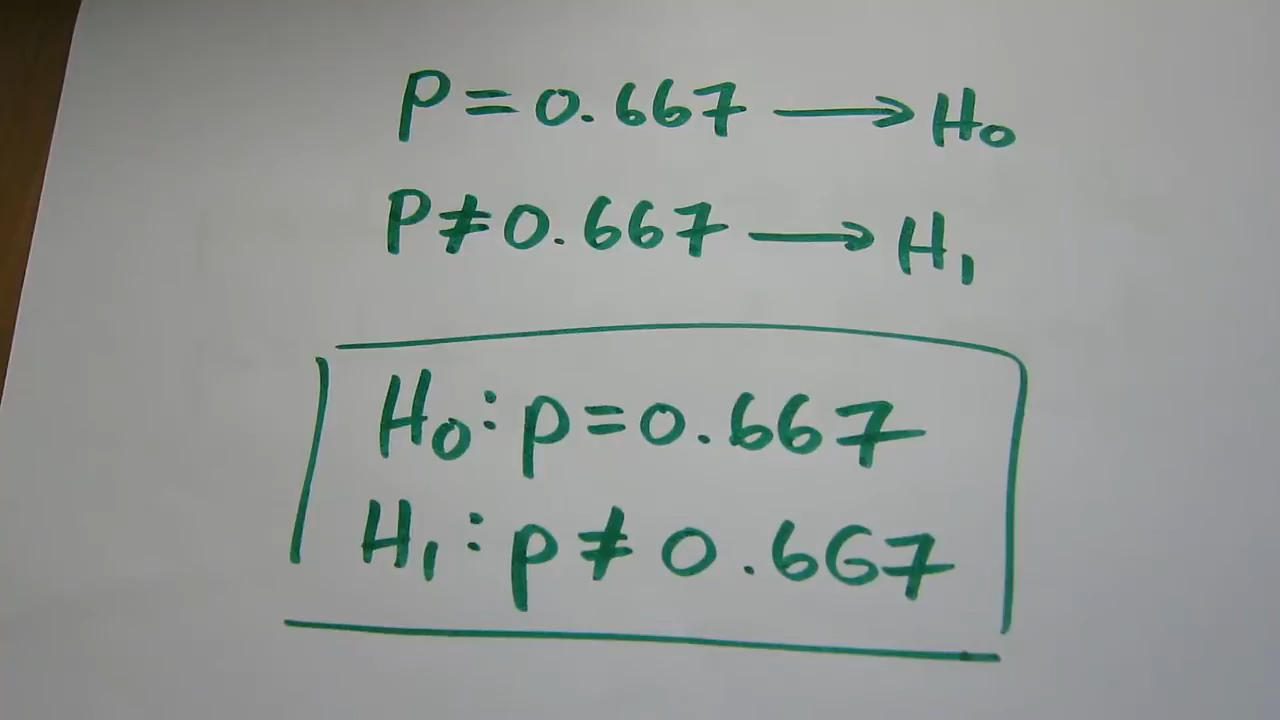 P=0.667 → H₀
P≠0.667 → H₁
H₀: p=0.667
H₁: p≠0.667